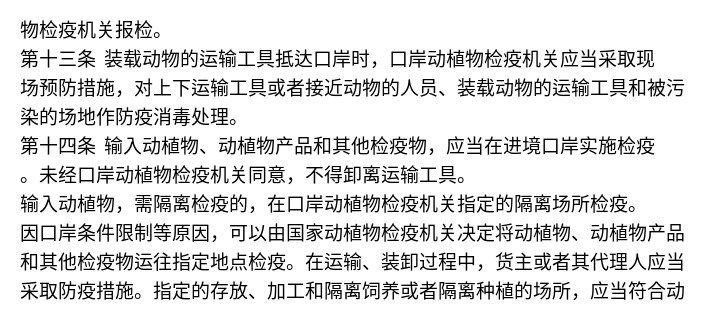 物检疫机关报检。
第十三条 装载动物的运输工具抵达口岸时，口岸动植物检疫机关应当采取现
场预防措施，对上下运输工具或者接近动物的人员、装载动物的运输工具和被污
染的场地作防疫消毒处理。
第十四条 输入动植物、动植物产品和其他检疫物，应当在进境口岸实施检疫
。未经口岸动植物检疫机关同意，不得卸离运输工具。
输入动植物，需隔离检疫的，在口岸动植物检疫机关指定的隔离场所检疫。
因口岸条件限制等原因，可以由国家动植物检疫机关决定将动植物、动植物产品
和其他检疫物运往指定地点检疫。在运输、装卸过程中，货主或者其代理人应当
采取防疫措施。指定的存放、加工和隔离饲养或者隔离种植的场所，应当符合动